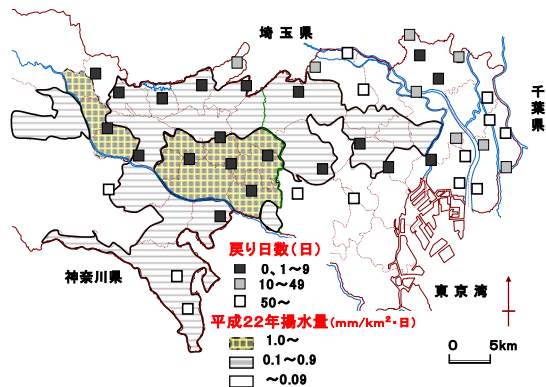 埼玉県
千葉県
神奈川県
東京湾
戻り日数(日)
0、1～9
10～49
50～
平成22年揚水量(mm/km²・日)
1.0～
0.1～0.9
～0.09
0 5km